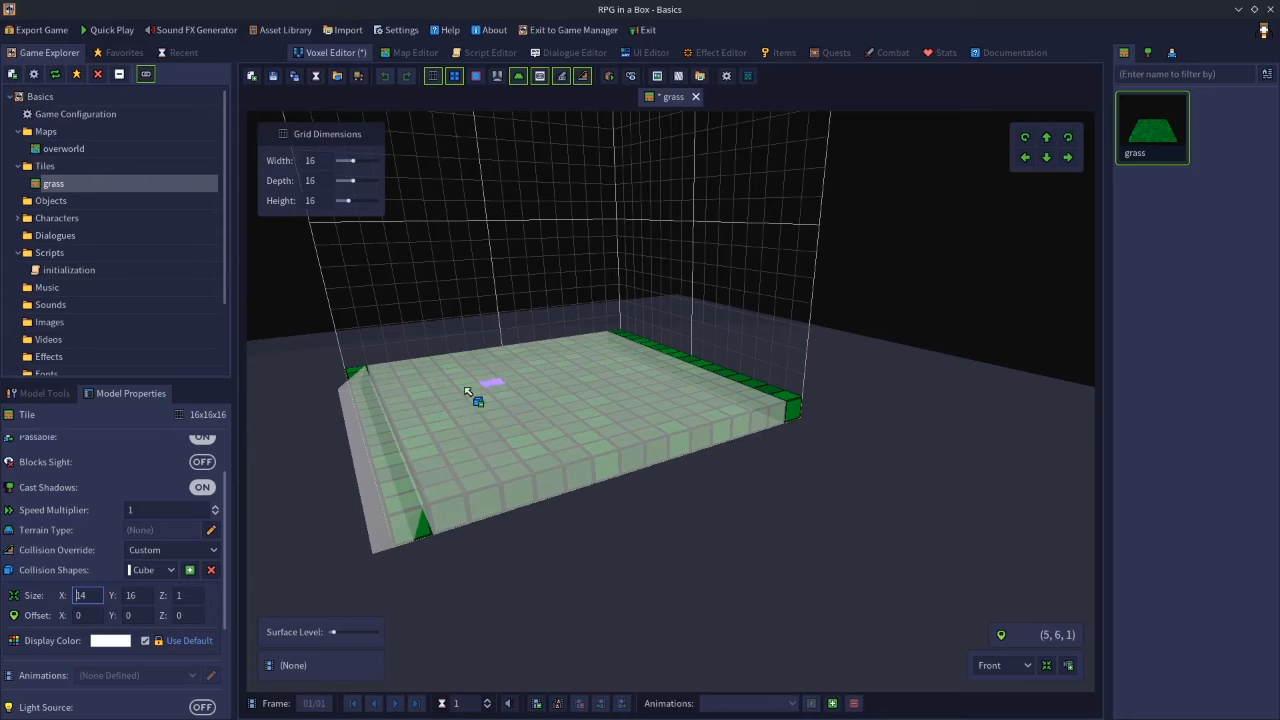 RPG in a Box - Basics
Export Game Quick Play Sound FX Generator Asset Library Import Settings Help About Exit to Game Manager Exit
Game Explorer Favorites Recent Voxel Editor (*) Map Editor Script Editor Dialogue Editor UI Editor Effect Editor Items Quests Combat Stats Documentation
(Enter name to filter by)
* grass
Basics
Game Configuration
Maps
overworld
Tiles
grass
Objects
Characters
Dialogues
Scripts
initialization
Music
Sounds
Images
Videos
Effects
Fonts
Grid Dimensions
Width: 16
Depth: 16
Height: 16
grass
Model Tools Model Properties
Tile 16x16x16
Passable: ON
Blocks Sight: OFF
Cast Shadows: ON
Speed Multiplier: 1
Terrain Type: (None)
Collision Override: Custom
Collision Shapes: Cube
Size: X: 14 Y: 16 Z: 1
Offset: X: 0 Y: 0 Z: 0
Display Color: Use Default
Animations: (None Defined)
Light Source: OFF
Surface Level:
(None)
(5, 6, 1)
Front
Frame: 01/01 1 Animations: